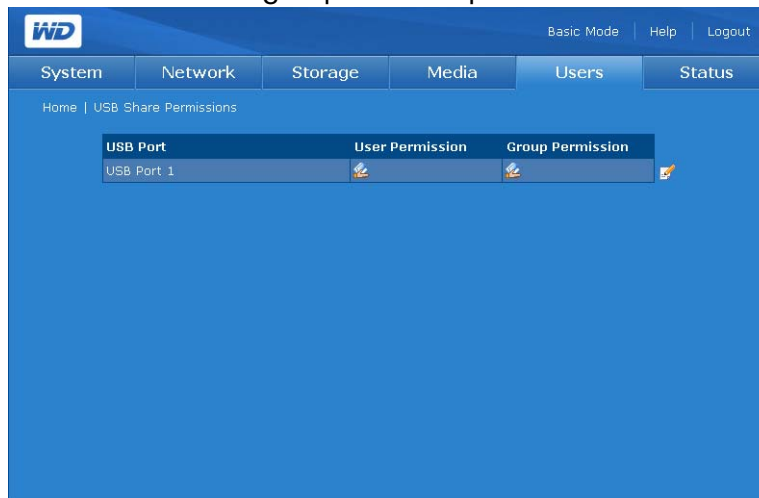 WD
Basic Mode | Help | Logout
System Network Storage Media Users Status
Home | USB Share Permissions
USB Port User Permission Group Permission
USB Port 1